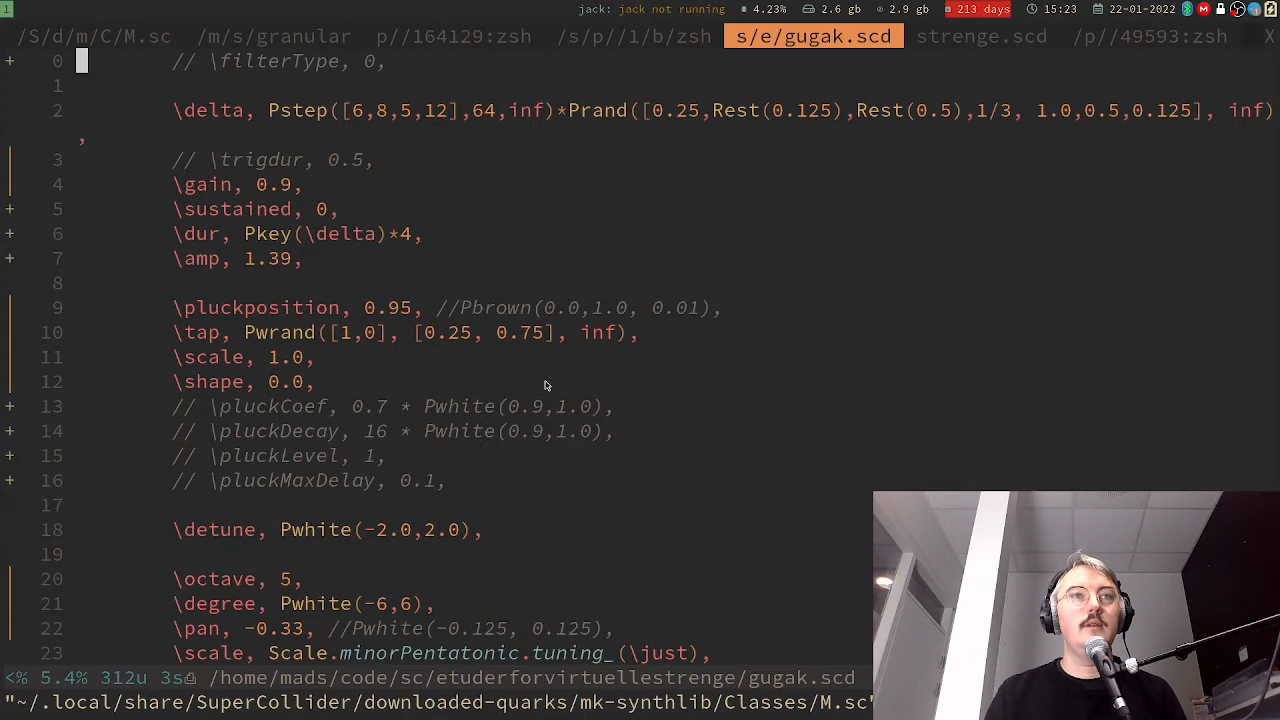 1 jack: jack not running 4.23% 2.6 gb 2.9 gb 213 days 15:23 22-01-2022
/S/d/m/C/M.sc /m/s/granular p//164129:zsh /s/p//1/b/zsh s/e/gugak.scd strenge.scd /p//49593:zsh X
+ 0 // \filterType, 0,
1
2 \delta, Pstep([6,8,5,12],64,inf)*Prand([0.25,Rest(0.125),Rest(0.5),1/3, 1.0,0.5,0.125], inf)
,
3 // \trigdur, 0.5,
4 \gain, 0.9,
+ 5 \sustained, 0,
+ 6 \dur, Pkey(\delta)*4,
+ 7 \amp, 1.39,
8
9 \pluckposition, 0.95, //Pbrown(0.0,1.0, 0.01),
10 \tap, Pwrand([1,0], [0.25, 0.75], inf),
11 \scale, 1.0,
12 \shape, 0.0,
+ 13 // \pluckCoef, 0.7 * Pwhite(0.9,1.0),
+ 14 // \pluckDecay, 16 * Pwhite(0.9,1.0),
+ 15 // \pluckLevel, 1,
+ 16 // \pluckMaxDelay, 0.1,
17
18 \detune, Pwhite(-2.0,2.0),
19
20 \octave, 5,
21 \degree, Pwhite(-6,6),
22 \pan, -0.33, //Pwhite(-0.125, 0.125),
23 \scale, Scale.minorPentatonic.tuning_(\just),
<% 5.4% 312u 3s /home/mads/code/sc/etuderforvirtuellestrenge/gugak.scd
"~/.local/share/SuperCollider/downloaded-quarks/mk-synthlib/Classes/M.sc"